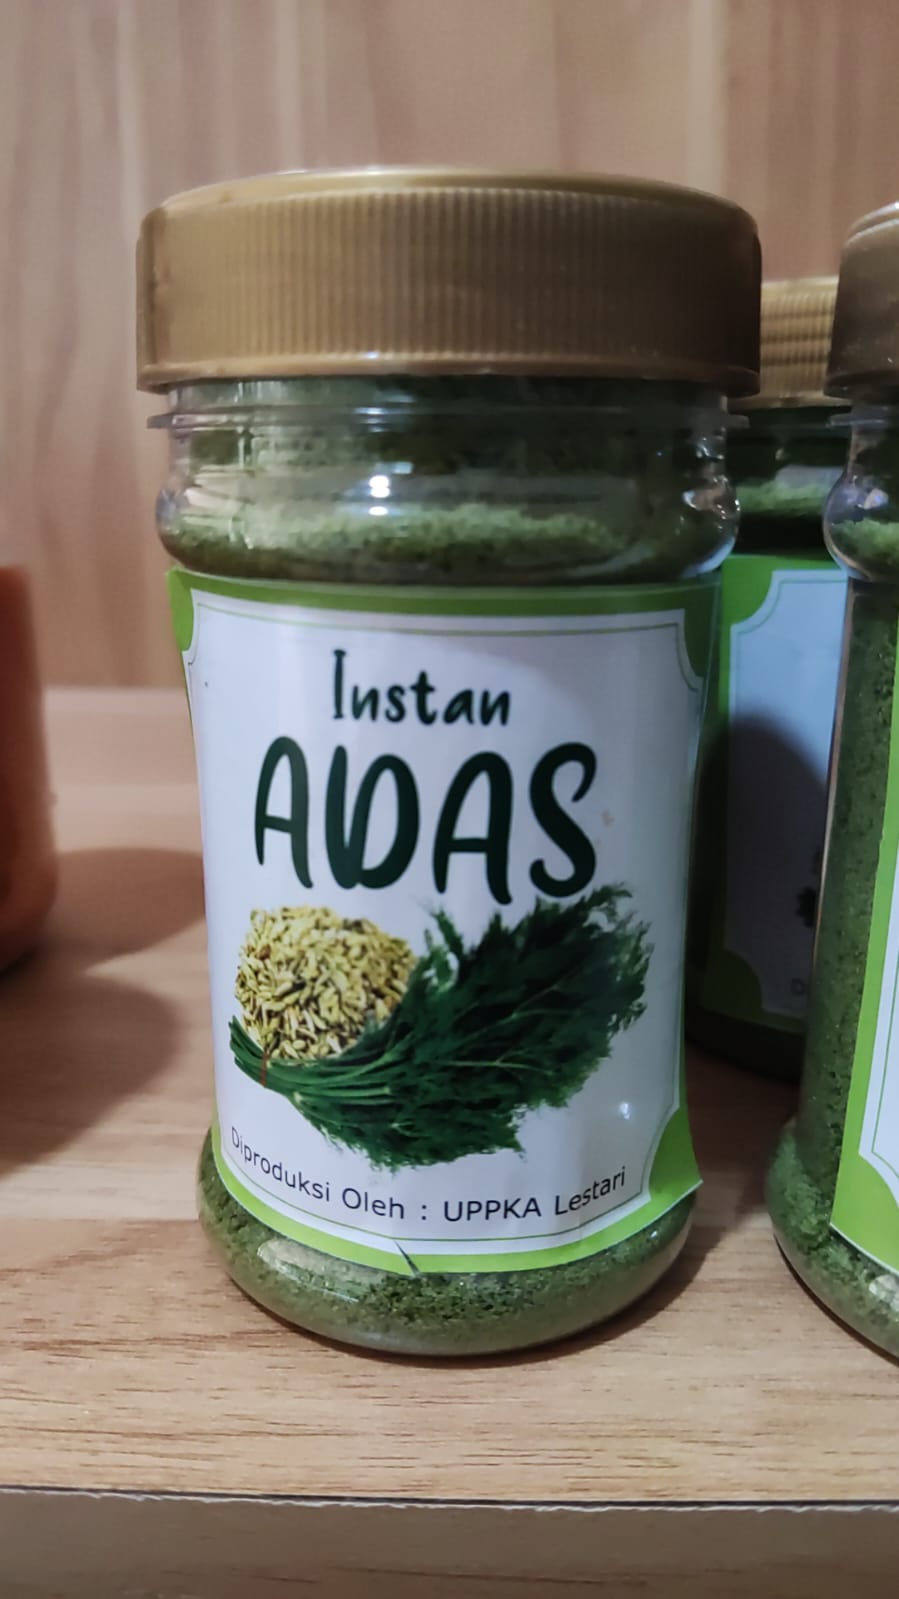 Instan
ADAS
Diproduksi Oleh : UPPKA Lestari